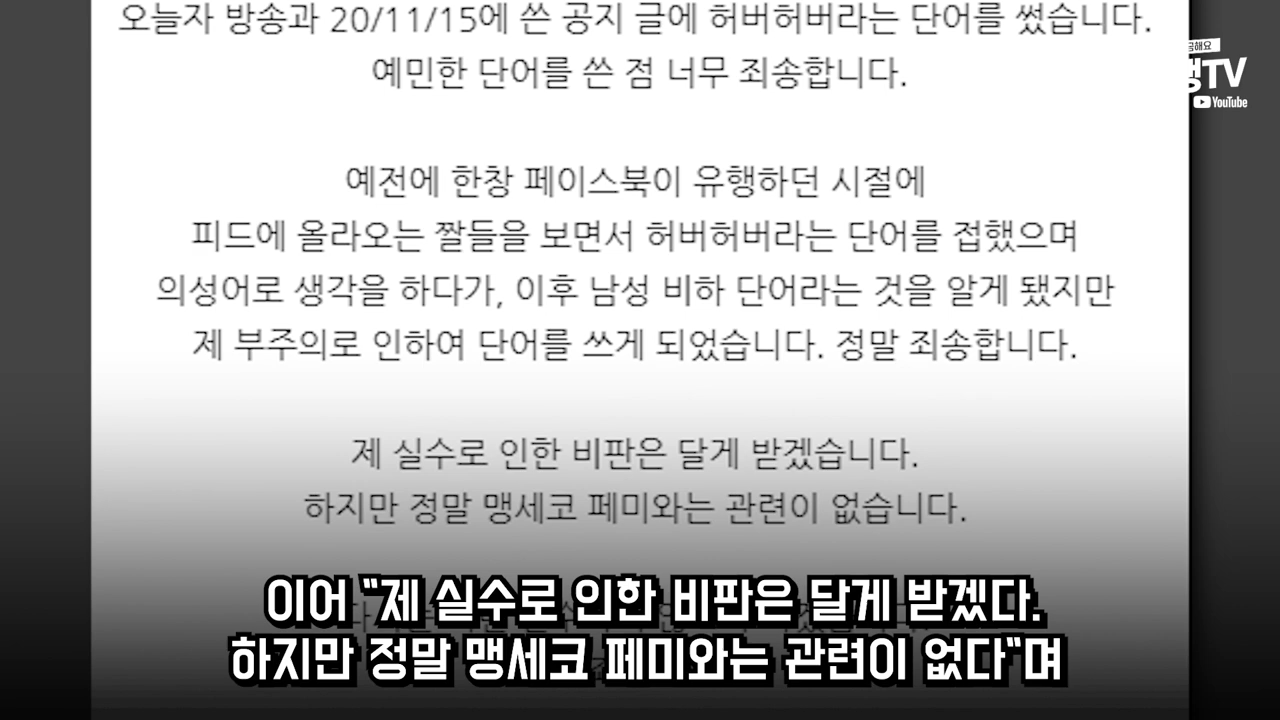 오늘자 방송과 20/11/15에 쓴 공지 글에 허버허버라는 단어를 썼습니다.
예민한 단어를 쓴 점 너무 죄송합니다.
금해요
TV
YouTube
예전에 한창 페이스북이 유행하던 시절에
피드에 올라오는 짤들을 보면서 허버허버라는 단어를 접했으며
의성어로 생각을 하다가, 이후 남성 비하 단어라는 것을 알게 됐지만
제 부주의로 인하여 단어를 쓰게 되었습니다. 정말 죄송합니다.
제 실수로 인한 비판은 달게 받겠습니다.
하지만 정말 맹세코 페미와는 관련이 없습니다.
이어 "제 실수로 인한 비판은 달게 받겠다.
하지만 정말 맹세코 페미와는 관련이 없다"며